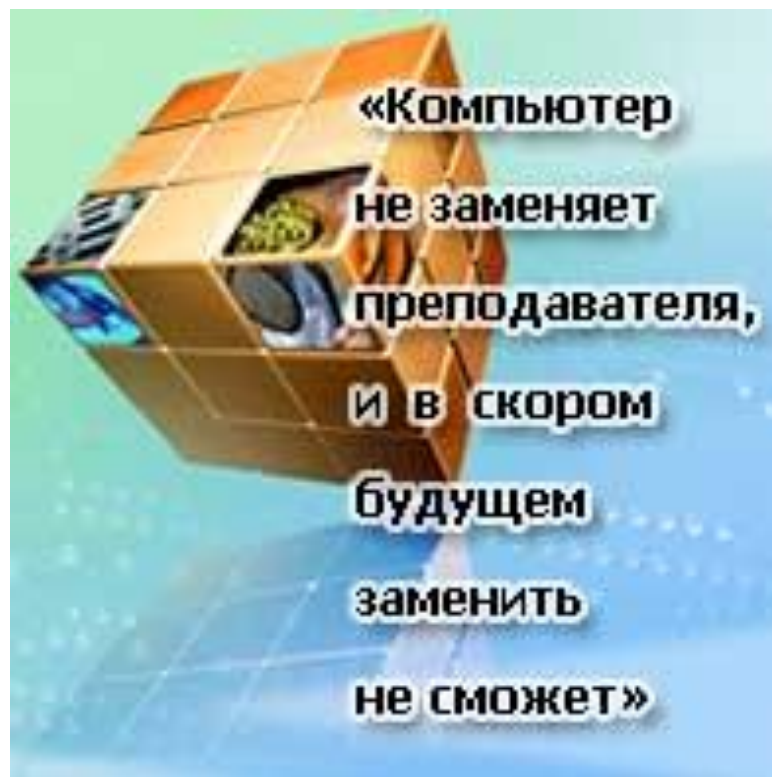 «Компьютер
не заменяет
преподавателя,
и в скором
будущем
заменить
не сможет»